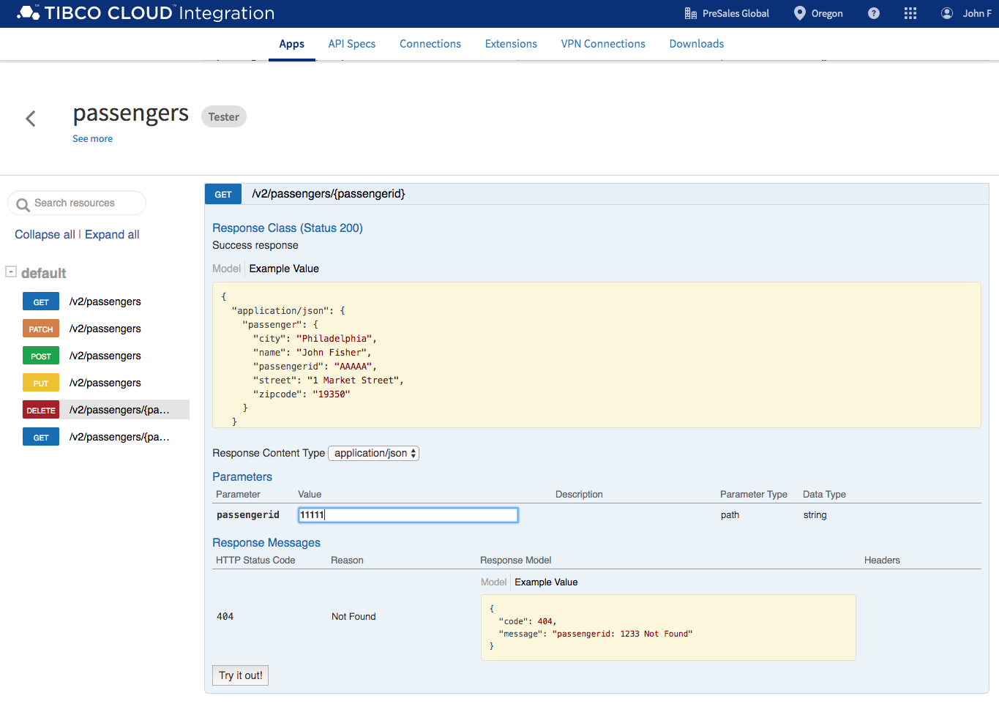 TIBCO CLOUD™ Integration PreSales Global Oregon ? John F
Apps API Specs Connections Extensions VPN Connections Downloads
passengers Tester
See more
Search resources
Collapse all | Expand all
- default
GET /v2/passengers
PATCH /v2/passengers
POST /v2/passengers
PUT /v2/passengers
DELETE /v2/passengers/{pa...
GET /v2/passengers/{pa...
GET /v2/passengers/{passengerid}
Response Class (Status 200)
Success response
Model Example Value
{
"application/json": {
"passenger": {
"city": "Philadelphia",
"name": "John Fisher",
"passengerid": "AAAAA",
"street": "1 Market Street",
"zipcode": "19350"
}
}
Response Content Type application/json
Parameters
Parameter Value Description Parameter Type Data Type
passengerid 11111 path string
Response Messages
HTTP Status Code Reason Response Model Headers
Model Example Value
404 Not Found
{
"code": 404,
"message": "passengerid: 1233 Not Found"
}
Try it out!